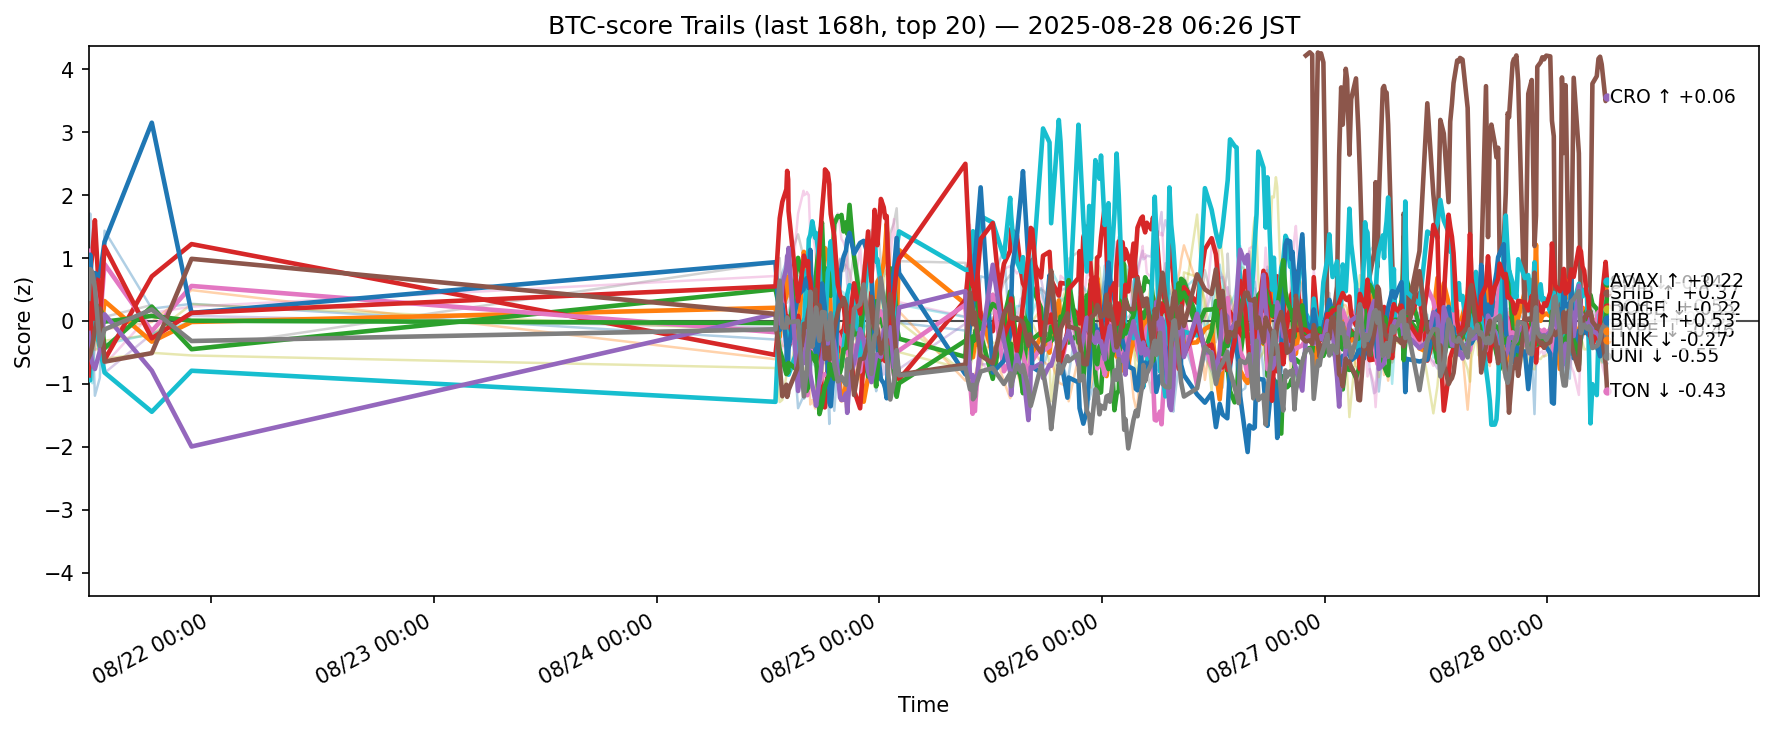 BTC-score Trails (last 168h, top 20) — 2025-08-28 06:26 JST
Score (z)
4
3
2
1
0
−1
−2
−3
−4
CRO ↑ +0.06
AVAX ↑ +0.22
SHIB ↑ +0.37
DOGE ↓ -0.22
BNB ↑ +0.53
LINK ↓ -0.27
UNI ↓ -0.55
TON ↓ -0.43
08/22 00:00
08/23 00:00
08/24 00:00
08/25 00:00
08/26 00:00
08/27 00:00
08/28 00:00
Time